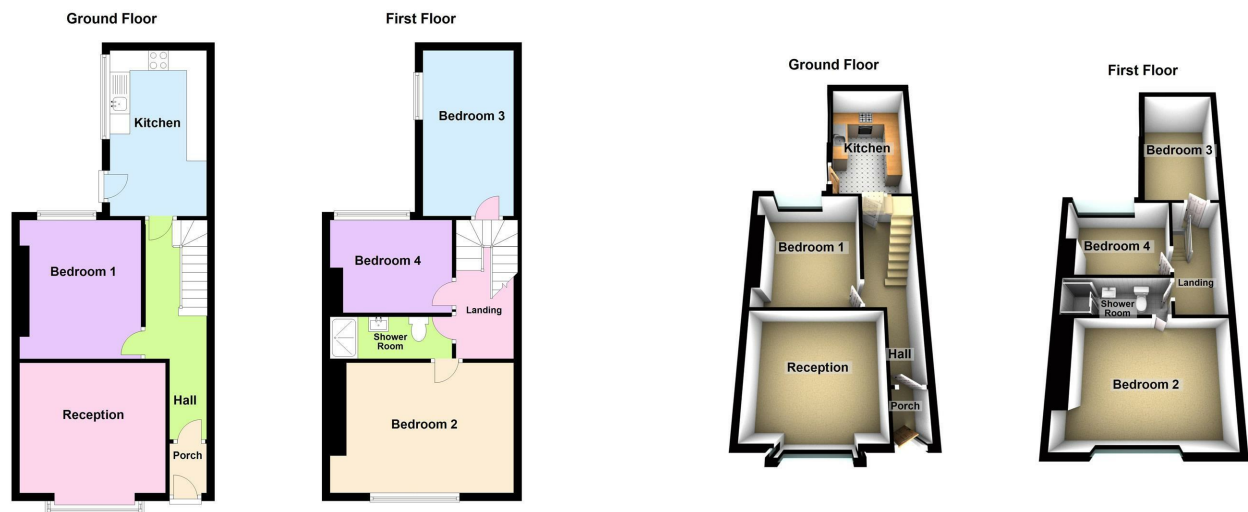 Ground Floor
Kitchen
Bedroom 1
Reception
Hall
Porch
First Floor
Bedroom 3
Bedroom 4
Landing
Shower
Room
Bedroom 2
Ground Floor
Kitchen
Bedroom 1
Reception
Hall
Porch
First Floor
Bedroom 3
Bedroom 4
Landing
Shower
Room
Bedroom 2